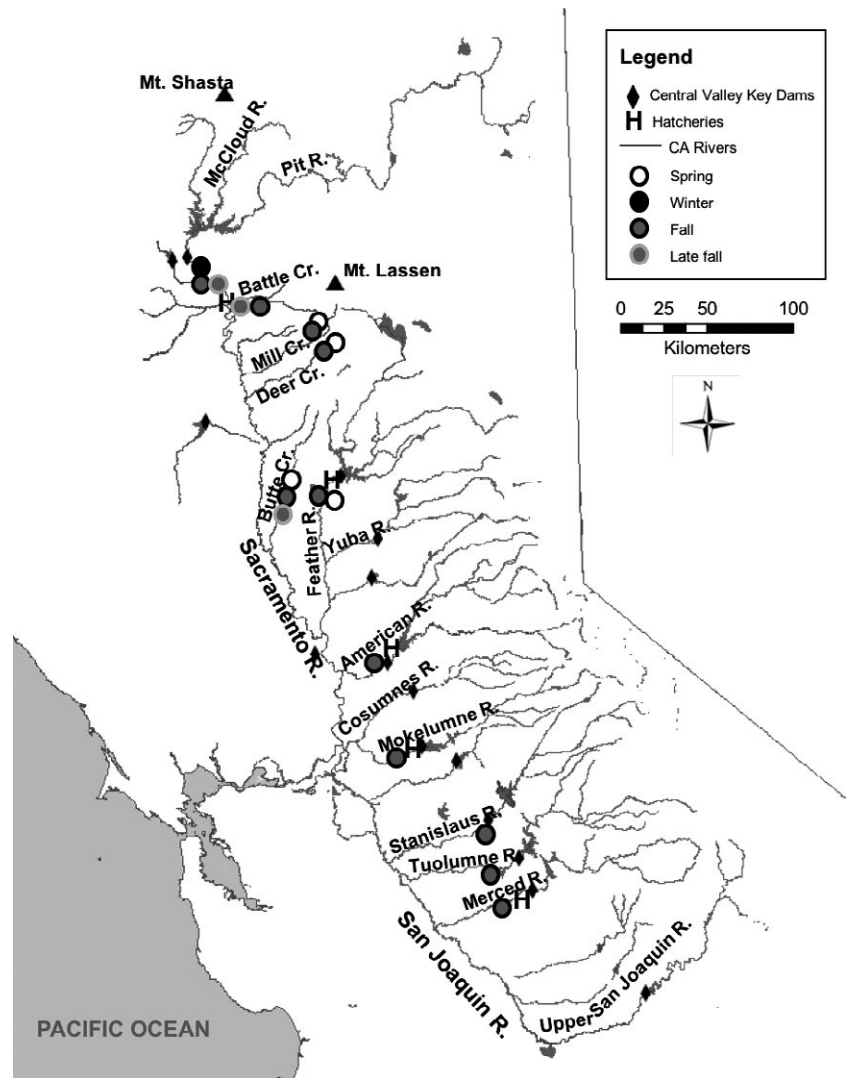 Legend
Central Valley Key Dams
H Hatcheries
CA Rivers
Spring
Winter
Fall
Late fall
0 25 50 100
Kilometers
N
Mt. Shasta
McCloud R.
Pit R.
Battle Cr.
Mt. Lassen
H
Mill Cr.
Deer Cr.
Butte Cr.
H
Feather R.
Yuba R.
Sacramento R.
American R.
H
Cosumnes R.
Mokelumne R.
H
Stanislaus R.
Tuolumne R.
Merced R.
H
San Joaquin R.
Upper San Joaquin R.
PACIFIC OCEAN